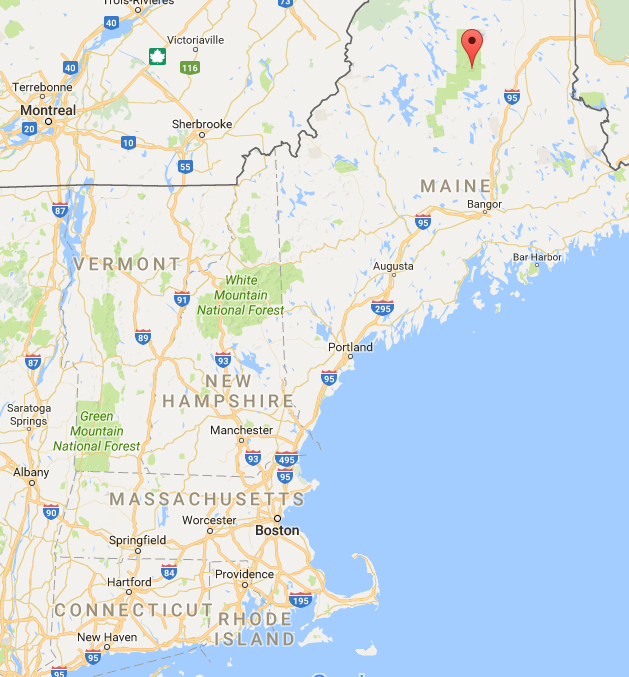 Trois-Rivières
73
40
Victoriaville
116
40
Terrebonne
Montreal
95
20
Sherbrooke
10
55
MAINE
Bangor
87
95
VERMONT
Augusta
Bar Harbor
White
Mountain
National Forest
91
295
89
Portland
93
87
95
NEW
HAMPSHIRE
Saratoga
Springs
Green
Mountain
National Forest
Manchester
93
495
Albany
95
MASSACHUSETTS
90
Worcester
Boston
Springfield
84
Providence
Hartford
195
CONNECTICUT
RHODE
ISLAND
New Haven
95
95